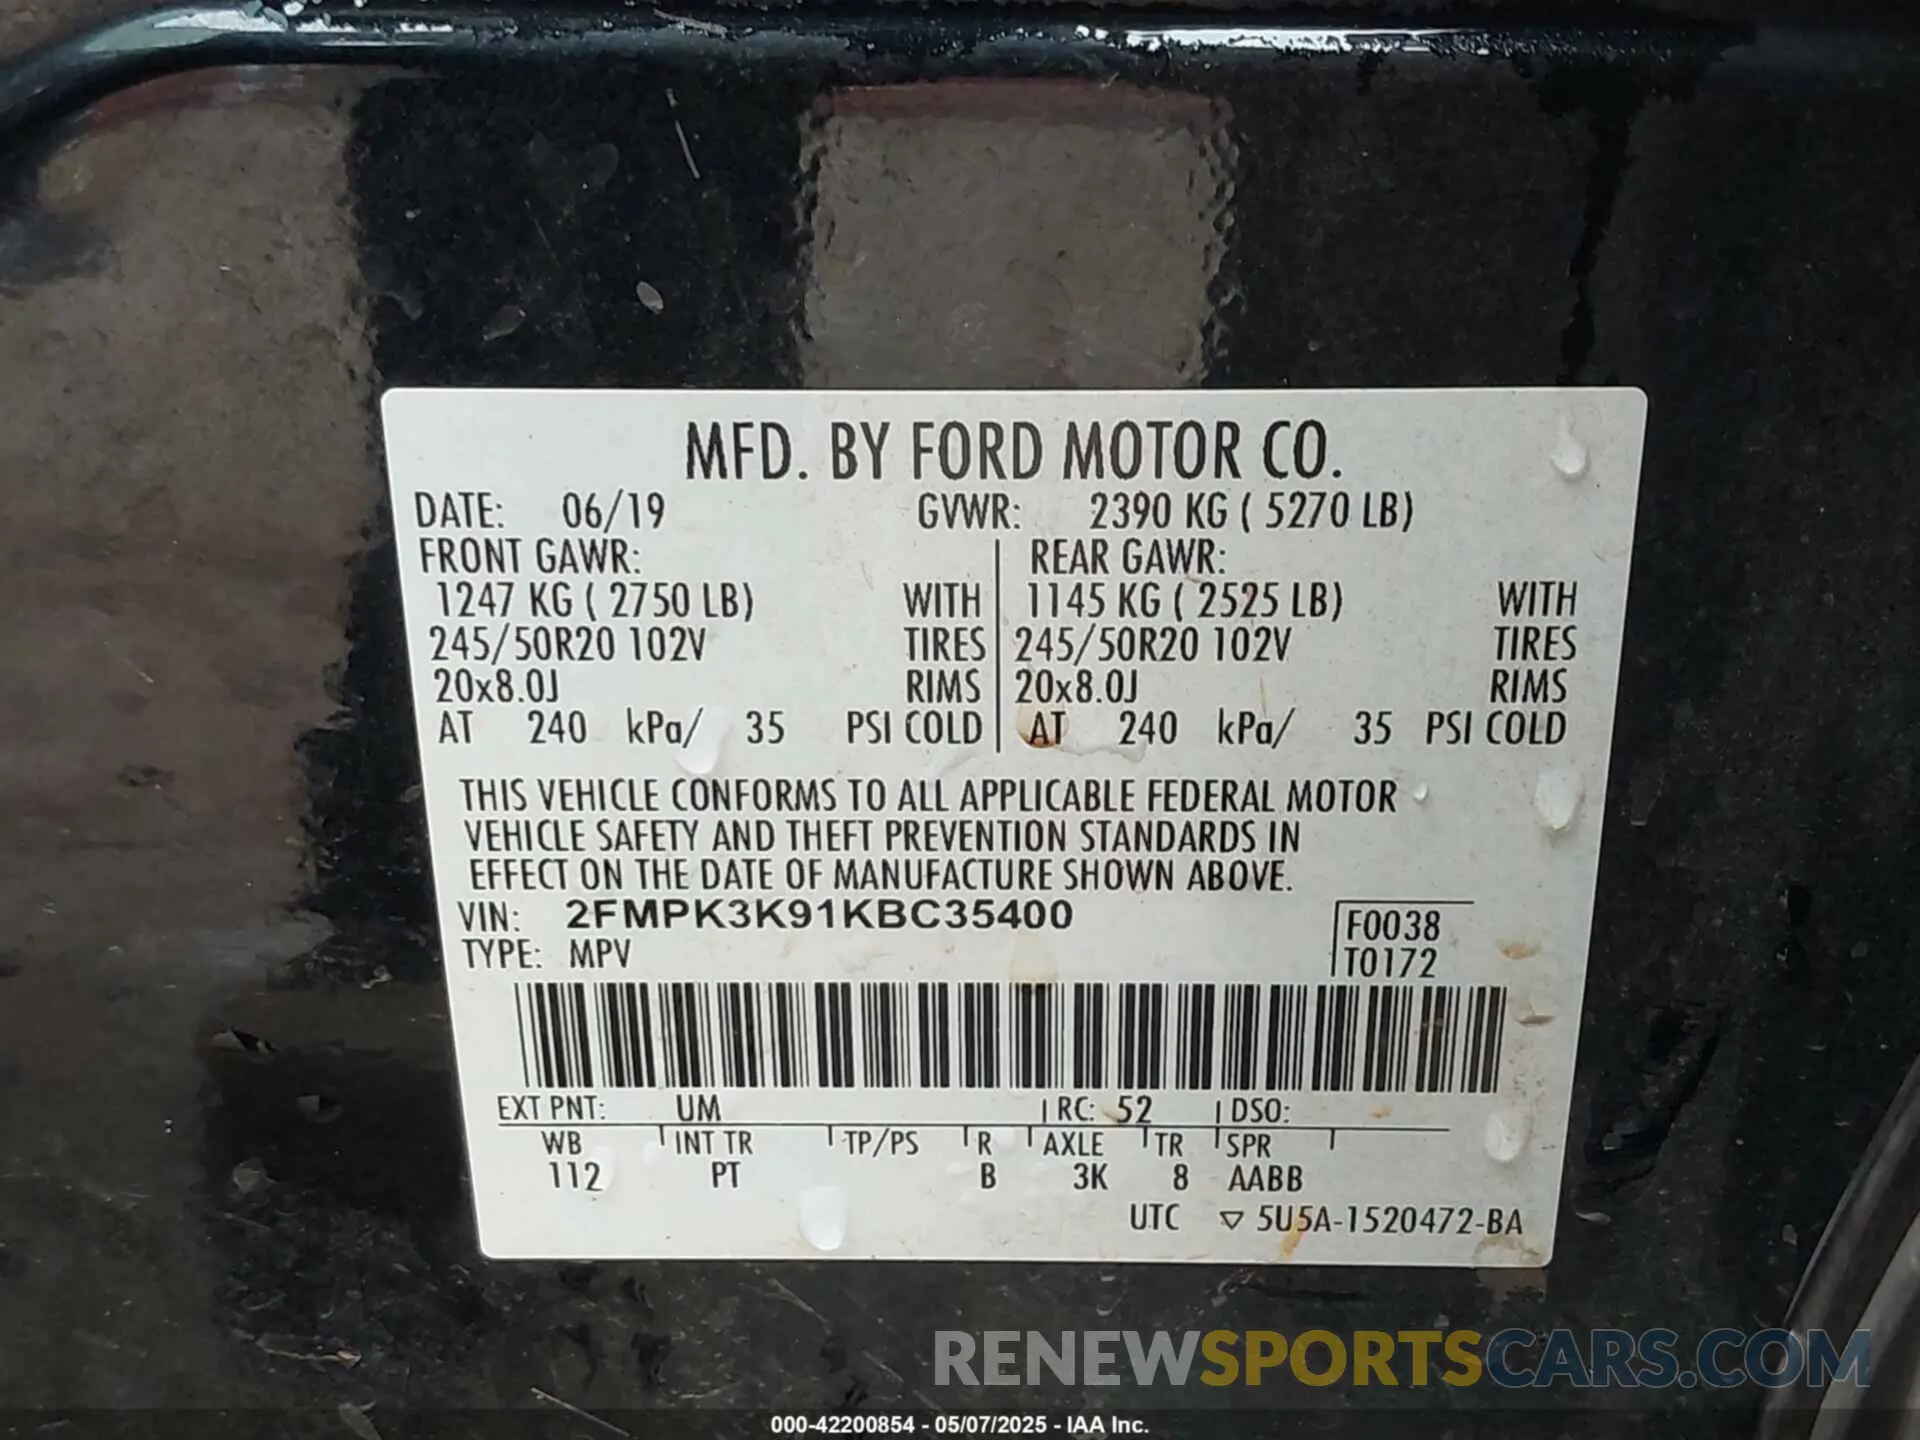 MFD. BY FORD MOTOR CO.
DATE: 06/19 GVWR: 2390 KG ( 5270 LB)
FRONT GAWR: REAR GAWR:
1247 KG ( 2750 LB) WITH 1145 KG ( 2525 LB) WITH
245/50R20 102V TIRES 245/50R20 102V TIRES
20x8.0J RIMS 20x8.0J RIMS
AT 240 kPa/ 35 PSI COLD AT 240 kPa/ 35 PSI COLD
THIS VEHICLE CONFORMS TO ALL APPLICABLE FEDERAL MOTOR
VEHICLE SAFETY AND THEFT PREVENTION STANDARDS IN
EFFECT ON THE DATE OF MANUFACTURE SHOWN ABOVE.
VIN: 2FMPK3K91KBC35400 F0038
TYPE: MPV T0172
EXT PNT: UM RC: 52 DSO:
WB INT TR TP/PS R AXLE TR SPR
112 PT B 3K 8 AABB
UTC ▽ 5U5A-1520472-BA
RENEWSPORTSCARS.COM
000-42200854 - 05/07/2025 - IAA Inc.